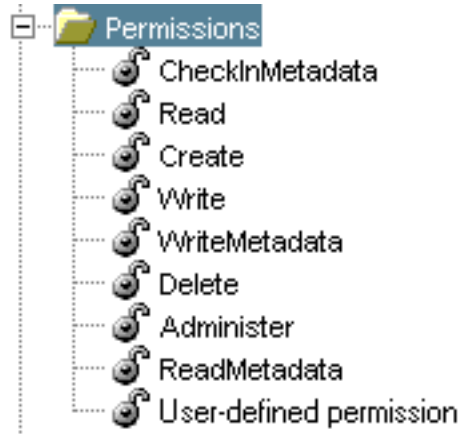 Permissions
CheckInMetadata
Read
Create
Write
WriteMetadata
Delete
Administer
ReadMetadata
User-defined permission